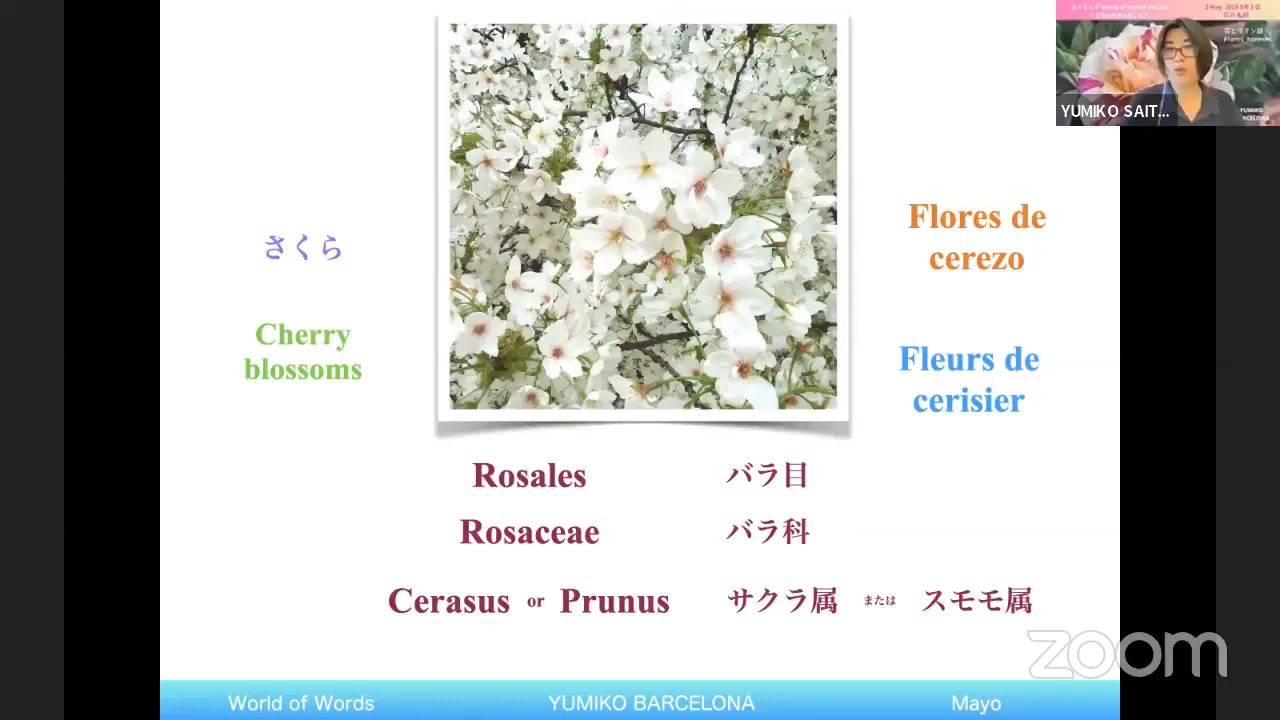 さくら
Cherry
blossoms
Flores de
cerezo
Fleurs de
cerisier
Rosales バラ目
Rosaceae バラ科
Cerasus or Prunus サクラ属 または スモモ属
zoom
World of Words YUMIKO BARCELONA Mayo
YUMIKO SAIT...